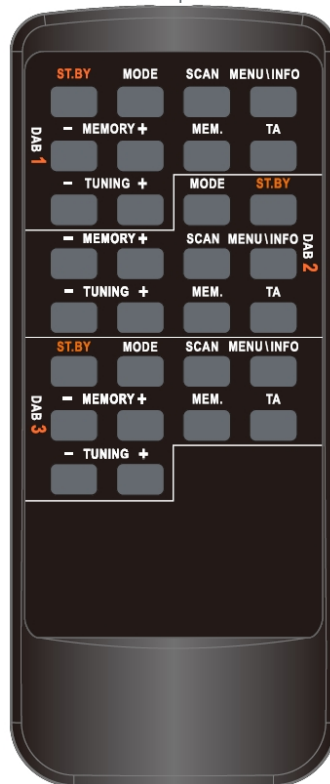 ST.BY MODE SCAN MENU\INFO
DAB 1
- MEMORY + MEM. TA
- TUNING + MODE ST.BY
- MEMORY + SCAN MENU\INFO
DAB 2
- TUNING + MEM. TA
ST.BY MODE SCAN MENU\INFO
DAB 3
- MEMORY + MEM. TA
- TUNING +